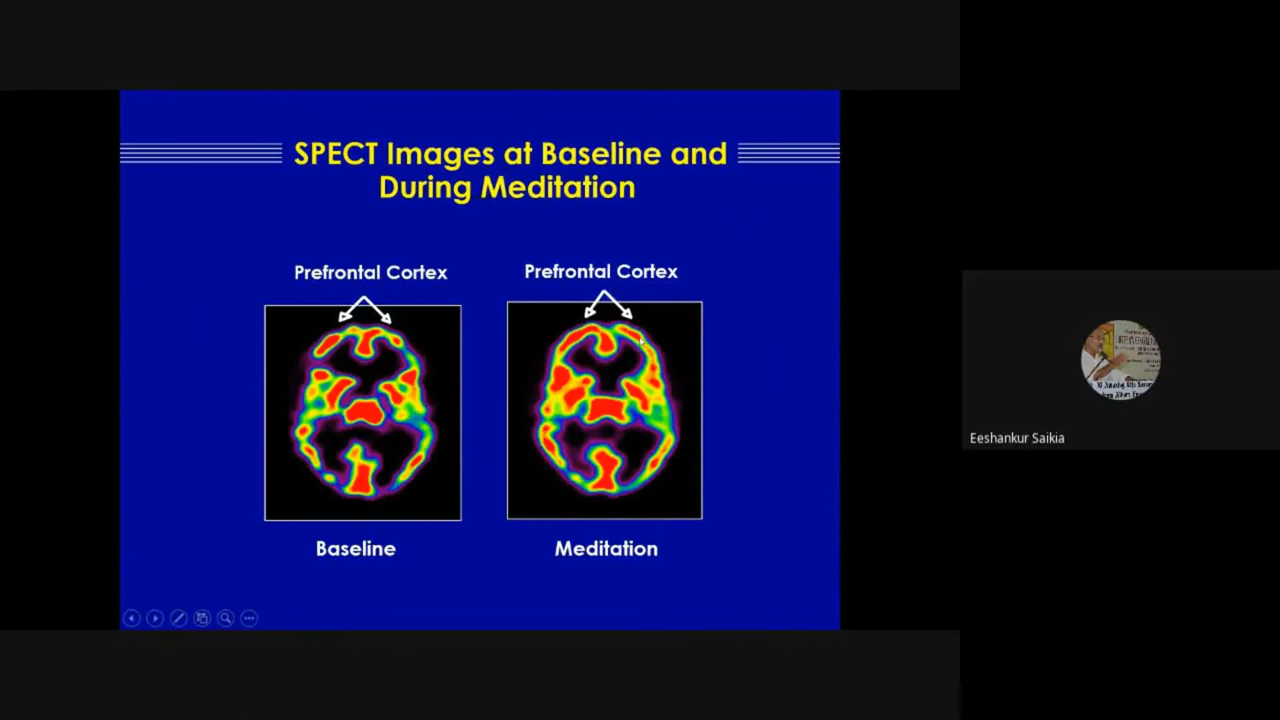 SPECT Images at Baseline and
During Meditation
Prefrontal Cortex
Prefrontal Cortex
Baseline
Meditation
Eeshankur Saikia